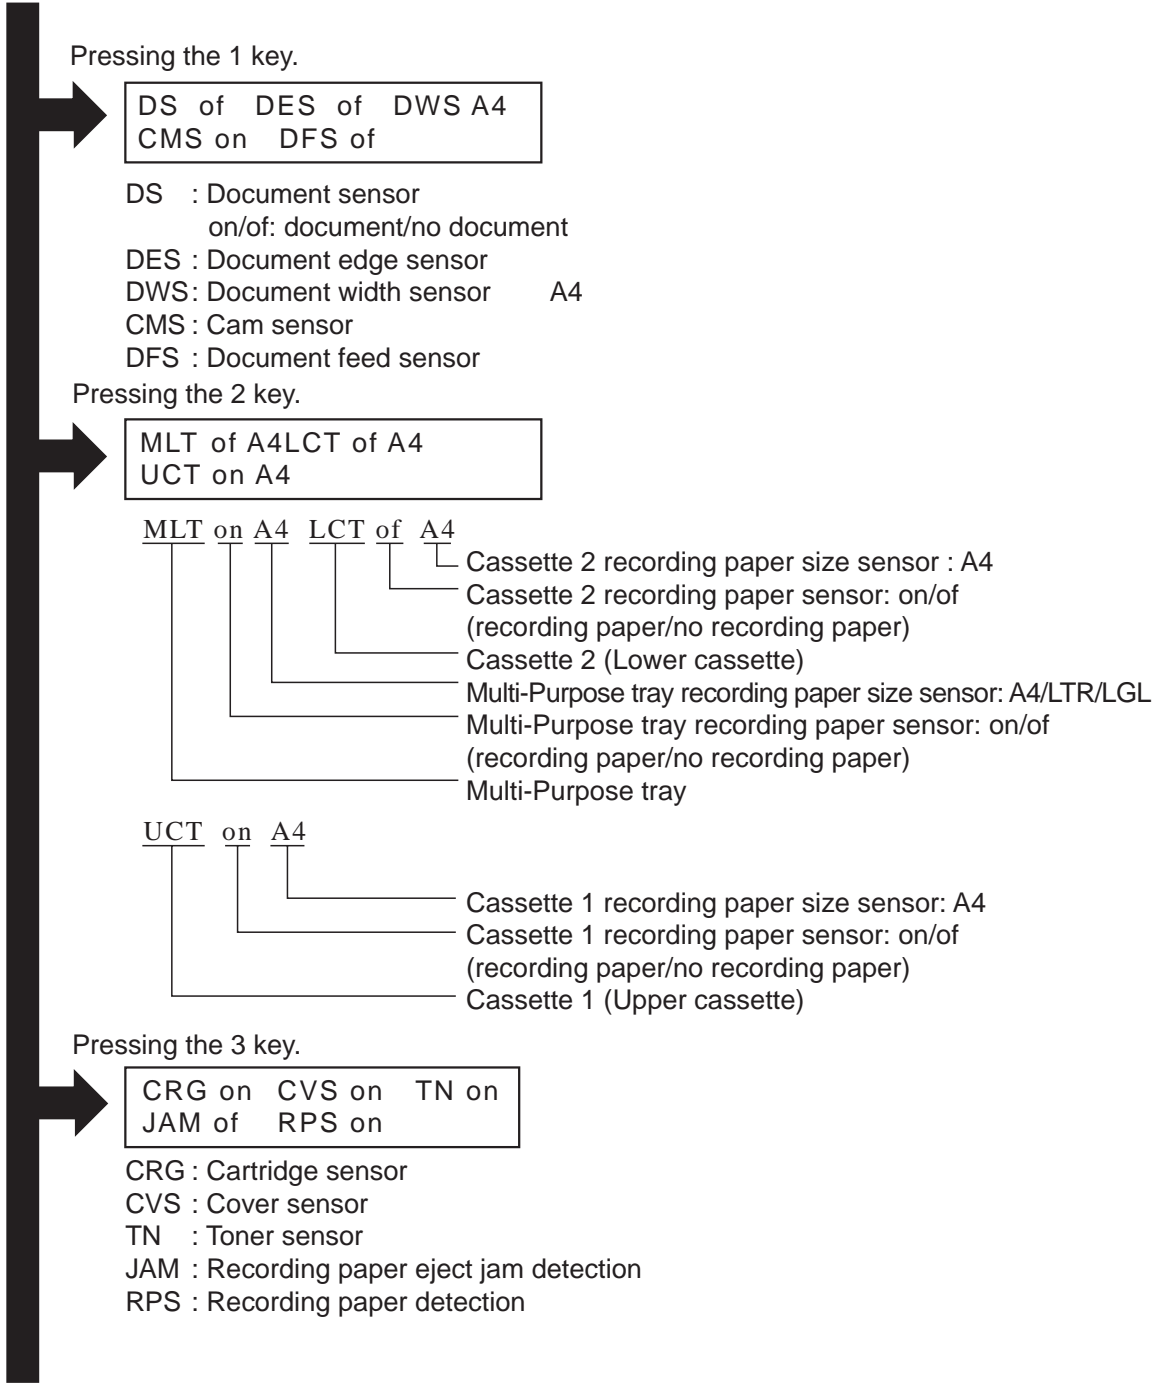 Pressing the 1 key.
DS of DES of DWS A4
CMS on DFS of
DS : Document sensor
on/of: document/no document
DES : Document edge sensor
DWS : Document width sensor A4
CMS : Cam sensor
DFS : Document feed sensor
Pressing the 2 key.
MLT of A4LCT of A4
UCT on A4
MLT on A4 LCT of A4
Cassette 2 recording paper size sensor : A4
Cassette 2 recording paper sensor: on/of
(recording paper/no recording paper)
Cassette 2 (Lower cassette)
Multi-Purpose tray recording paper size sensor: A4/LTR/LGL
Multi-Purpose tray recording paper sensor: on/of
(recording paper/no recording paper)
Multi-Purpose tray
UCT on A4
Cassette 1 recording paper size sensor: A4
Cassette 1 recording paper sensor: on/of
(recording paper/no recording paper)
Cassette 1 (Upper cassette)
Pressing the 3 key.
CRG on CVS on TN on
JAM of RPS on
CRG : Cartridge sensor
CVS : Cover sensor
TN : Toner sensor
JAM : Recording paper eject jam detection
RPS : Recording paper detection